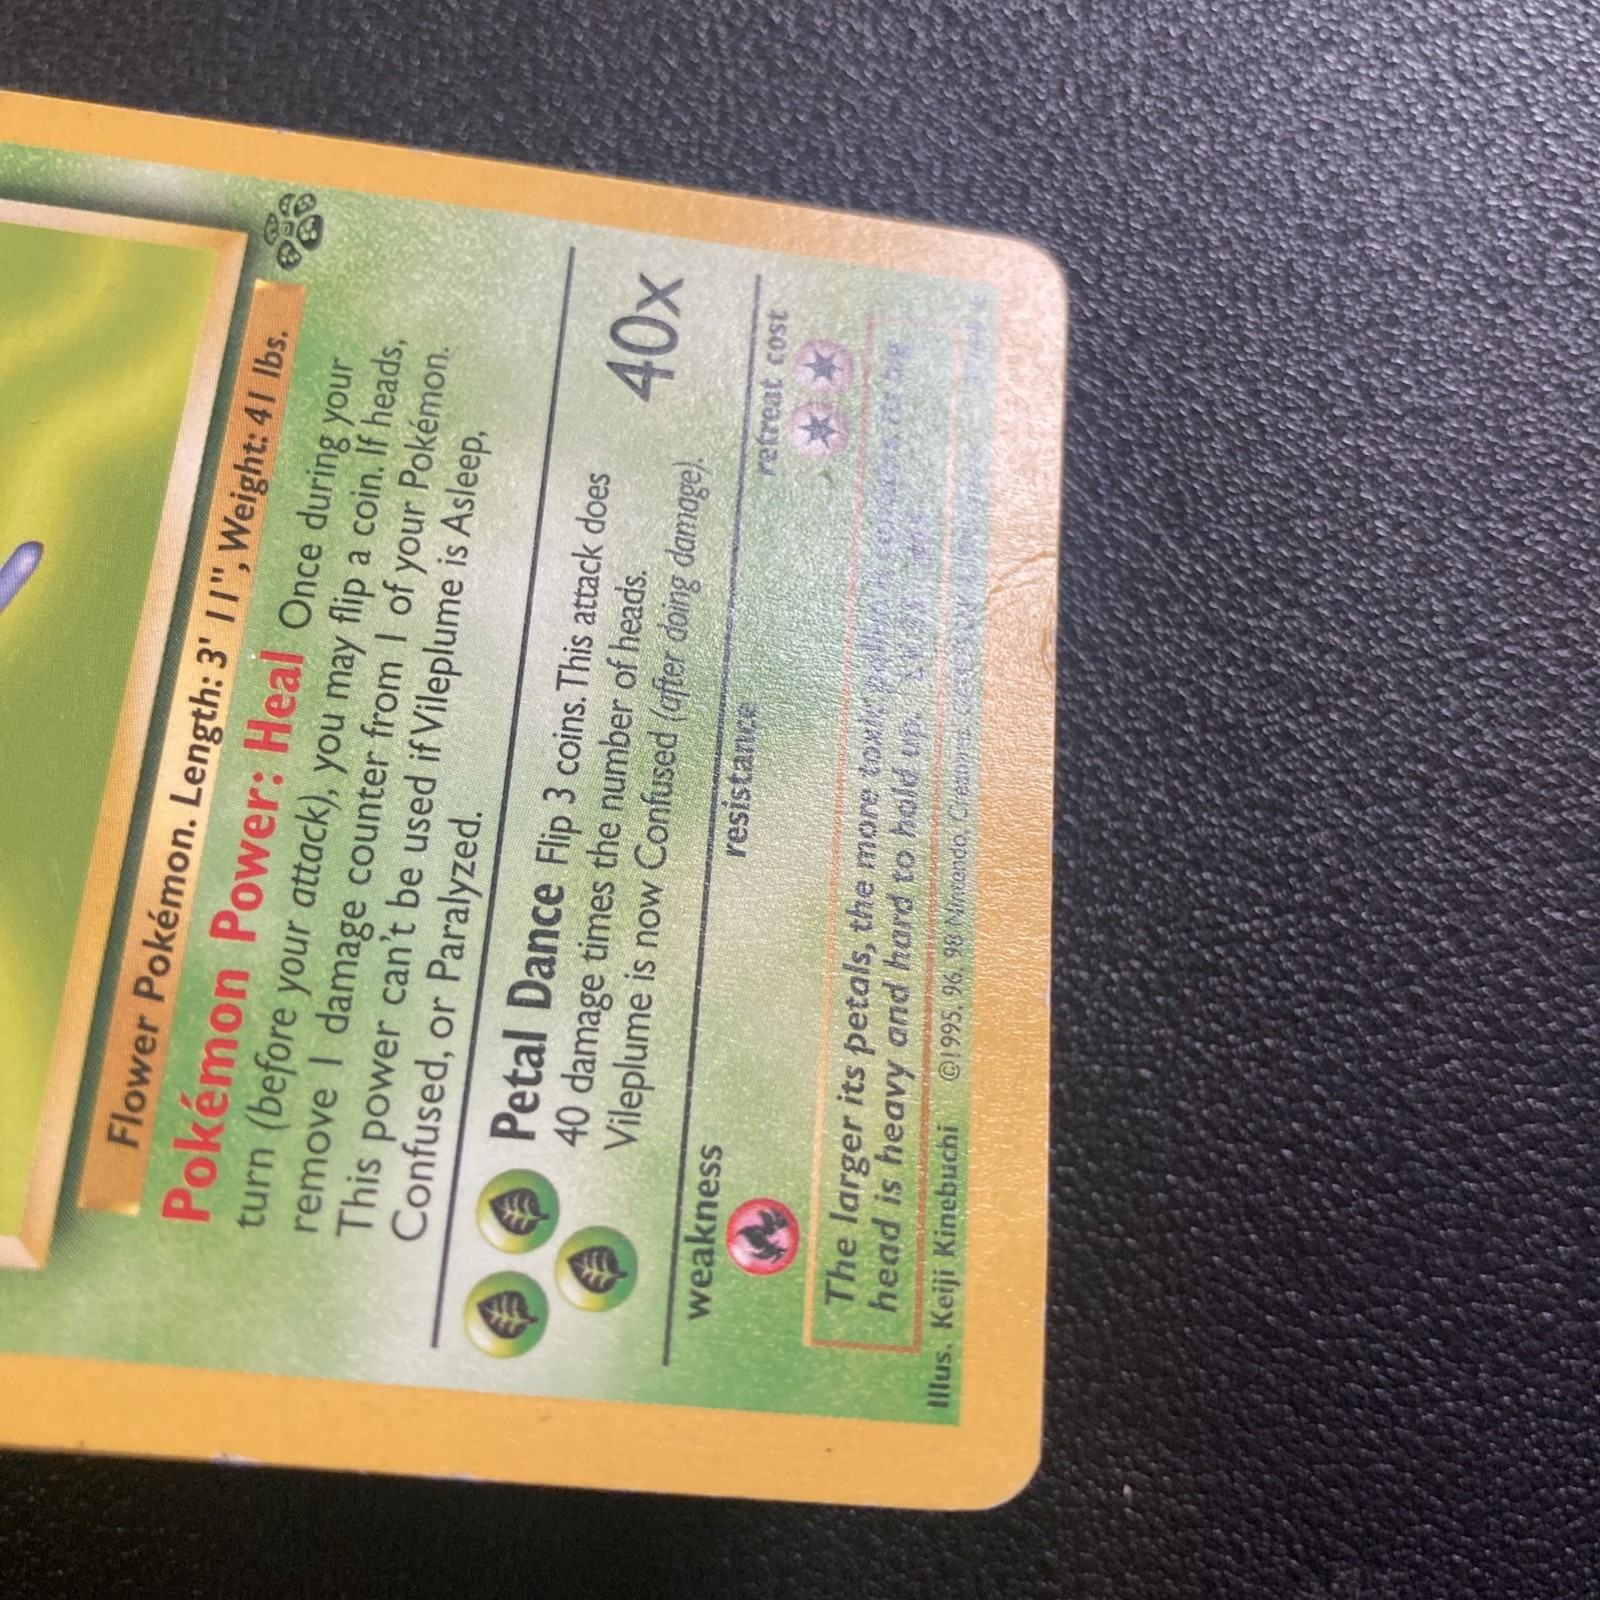 Flower Pokémon. Length: 3' 11", Weight: 41 lbs.
Pokémon Power: Heal Once during your
turn (before your attack), you may flip a coin. If heads,
remove 1 damage counter from 1 of your Pokémon.
This power can't be used if Vileplume is Asleep,
Confused, or Paralyzed.
Petal Dance Flip 3 coins. This attack does
40 damage times the number of heads.
Vileplume is now Confused (after doing damage).
40x
weakness
resistance
retreat cost
The larger its petals, the more toxic pollen it contains. Its big
head is heavy and hard to hold up.
Illus. Keiji Kinebuchi ©1995, 96, 98 Nintendo, Creatures,